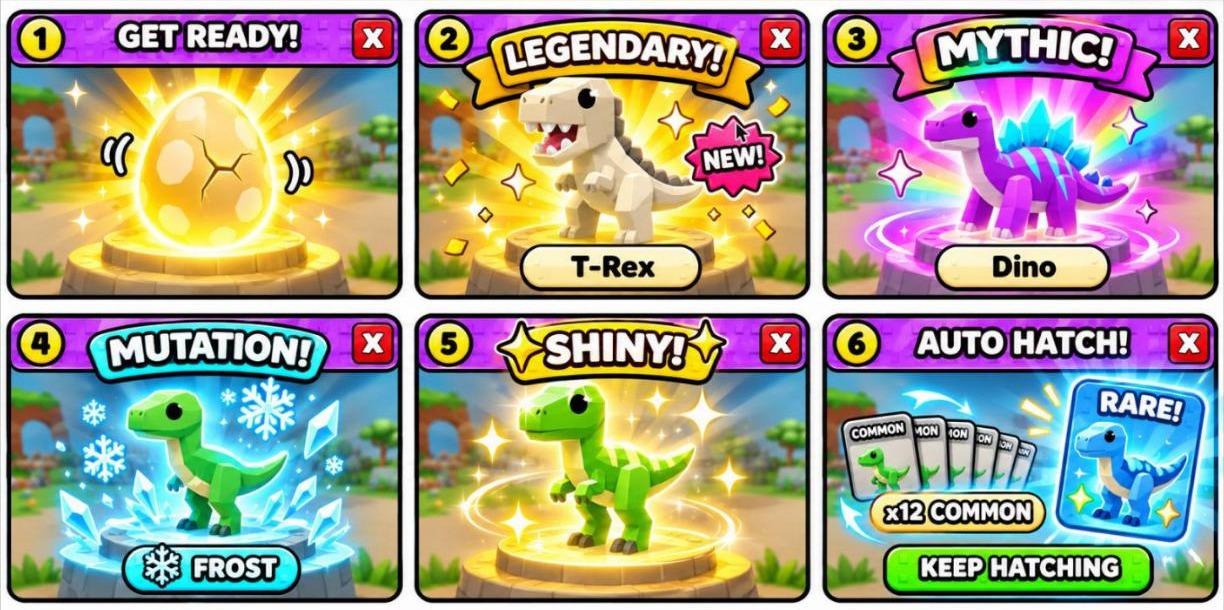 1
GET READY!
X
2
LEGENDARY!
X
NEW!
T-Rex
3
MYTHIC!
X
Dino
4
MUTATION!
X
FROST
5
SHINY!
X
6
AUTO HATCH!
X
RARE!
COMMON
MON
ION
x12 COMMON
KEEP HATCHING